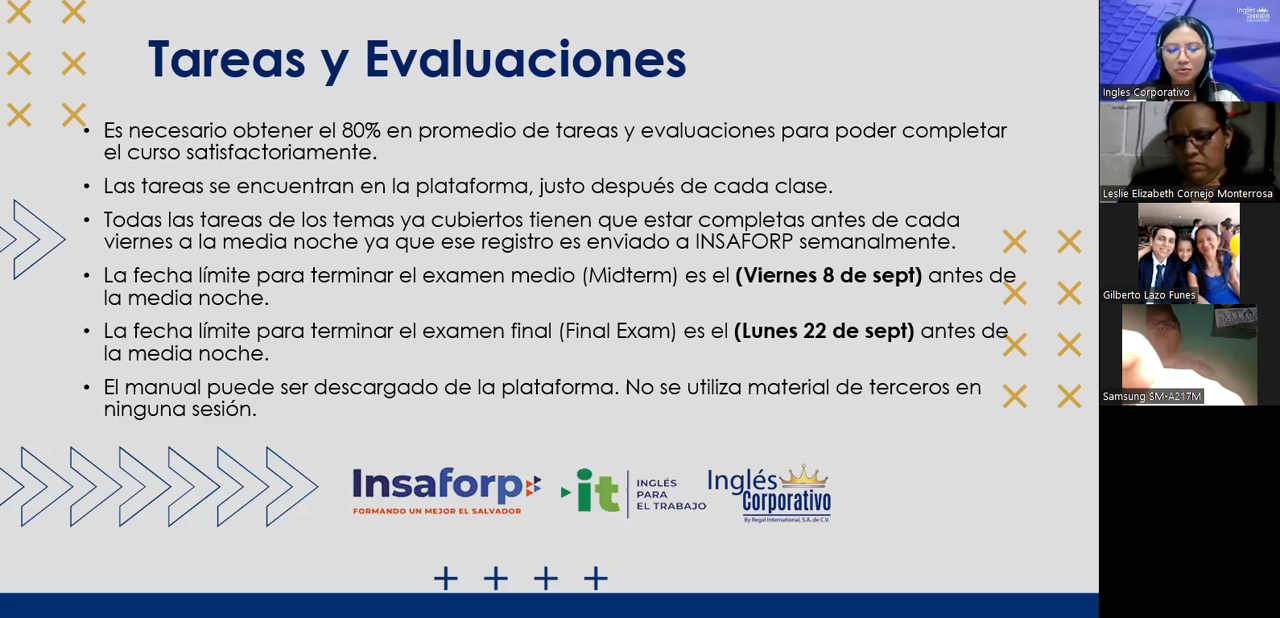 Tareas y Evaluaciones
• Es necesario obtener el 80% en promedio de tareas y evaluaciones para poder completar
el curso satisfactoriamente.
• Las tareas se encuentran en la plataforma, justo después de cada clase.
• Todas las tareas de los temas ya cubiertos tienen que estar completas antes de cada
viernes a la media noche ya que ese registro es enviado a INSAFORP semanalmente.
• La fecha límite para terminar el examen medio (Midterm) es el (Viernes 8 de sept) antes de
la media noche.
• La fecha límite para terminar el examen final (Final Exam) es el (Lunes 22 de sept) antes de
la media noche.
• El manual puede ser descargado de la plataforma. No se utiliza material de terceros en
ninguna sesión.
Insaforp
FORMANDO UN MEJOR EL SALVADOR
it
INGLÉS
PARA
EL TRABAJO
Inglés
Corporativo
By Regal International, S.A. de C.V.
Inglés
Ingles Corporativo
Leslie Elizabeth Cornejo Monterrosa
Gilberto Lazo Funes
Samsung SM-A217M